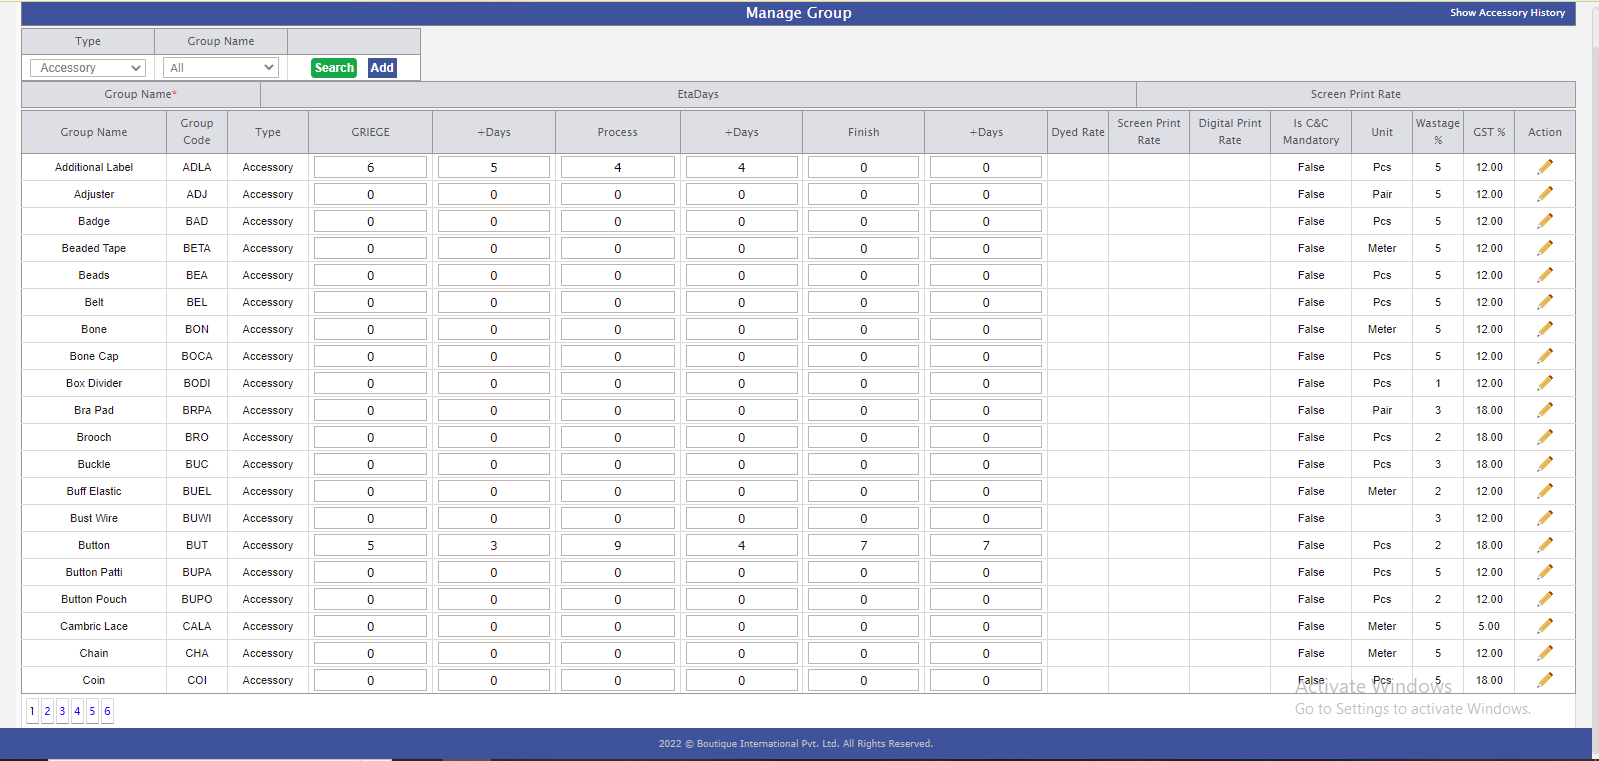 Manage Group
Show Accessory History
Type Group Name
Accessory All Search Add
Group Name* EtaDays Screen Print Rate
Group Name Group Code Type GRIEGE +Days Process +Days Finish +Days Dyed Rate Screen Print Rate Digital Print Rate Is C&C Mandatory Unit Wastage % GST % Action
Additional Label ADLA Accessory 6 5 4 4 0 0 False Pcs 5 12.00
Adjuster ADJ Accessory 0 0 0 0 0 0 False Pair 5 12.00
Badge BAD Accessory 0 0 0 0 0 0 False Pcs 5 12.00
Beaded Tape BETA Accessory 0 0 0 0 0 0 False Meter 5 12.00
Beads BEA Accessory 0 0 0 0 0 0 False Pcs 5 12.00
Belt BEL Accessory 0 0 0 0 0 0 False Pcs 5 12.00
Bone BON Accessory 0 0 0 0 0 0 False Meter 5 12.00
Bone Cap BOCA Accessory 0 0 0 0 0 0 False Pcs 5 12.00
Box Divider BODI Accessory 0 0 0 0 0 0 False Pcs 1 12.00
Bra Pad BRPA Accessory 0 0 0 0 0 0 False Pair 3 18.00
Brooch BRO Accessory 0 0 0 0 0 0 False Pcs 2 18.00
Buckle BUC Accessory 0 0 0 0 0 0 False Pcs 3 18.00
Buff Elastic BUEL Accessory 0 0 0 0 0 0 False Meter 2 12.00
Bust Wire BUWI Accessory 0 0 0 0 0 0 False 3 12.00
Button BUT Accessory 5 3 9 4 7 7 False Pcs 2 18.00
Button Patti BUPA Accessory 0 0 0 0 0 0 False Pcs 5 12.00
Button Pouch BUPO Accessory 0 0 0 0 0 0 False Pcs 2 12.00
Cambric Lace CALA Accessory 0 0 0 0 0 0 False Meter 5 5.00
Chain CHA Accessory 0 0 0 0 0 0 False Meter 5 12.00
Coin COI Accessory 0 0 0 0 0 0 False Pcs 5 18.00
Activate Windows
Go to Settings to activate Windows.
1 2 3 4 5 6
2022 © Boutique International Pvt. Ltd. All Rights Reserved.